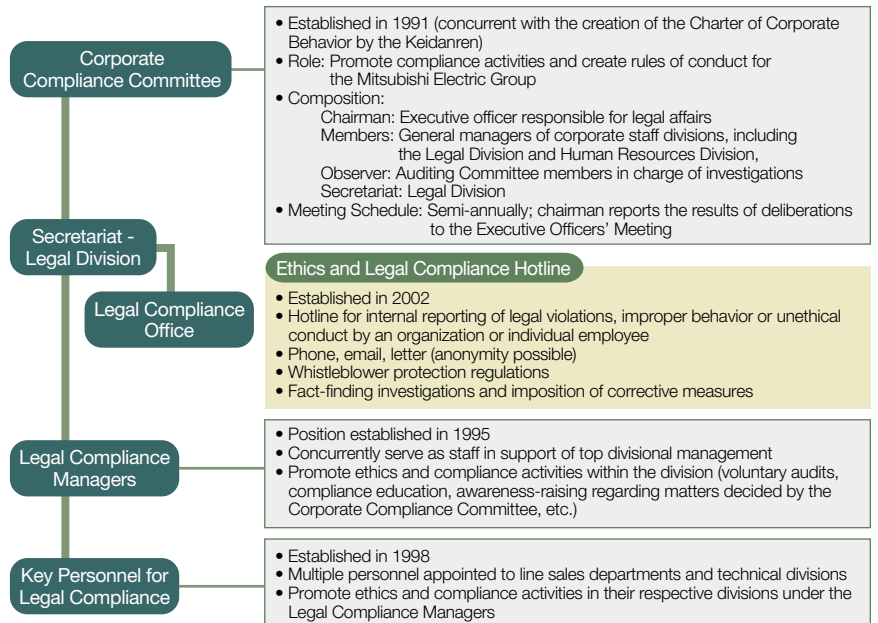 Corporate
Compliance Committee
• Established in 1991 (concurrent with the creation of the Charter of Corporate
Behavior by the Keidanren)
• Role: Promote compliance activities and create rules of conduct for
the Mitsubishi Electric Group
• Composition:
Chairman: Executive officer responsible for legal affairs
Members: General managers of corporate staff divisions, including
the Legal Division and Human Resources Division,
Observer: Auditing Committee members in charge of investigations
Secretariat: Legal Division
• Meeting Schedule: Semi-annually; chairman reports the results of deliberations
to the Executive Officers' Meeting
Secretariat -
Legal Division
Legal Compliance
Office
Ethics and Legal Compliance Hotline
• Established in 2002
• Hotline for internal reporting of legal violations, improper behavior or unethical
conduct by an organization or individual employee
• Phone, email, letter (anonymity possible)
• Whistleblower protection regulations
• Fact-finding investigations and imposition of corrective measures
Legal Compliance
Managers
• Position established in 1995
• Concurrently serve as staff in support of top divisional management
• Promote ethics and compliance activities within the division (voluntary audits,
compliance education, awareness-raising regarding matters decided by the
Corporate Compliance Committee, etc.)
Key Personnel for
Legal Compliance
• Established in 1998
• Multiple personnel appointed to line sales departments and technical divisions
• Promote ethics and compliance activities in their respective divisions under the
Legal Compliance Managers